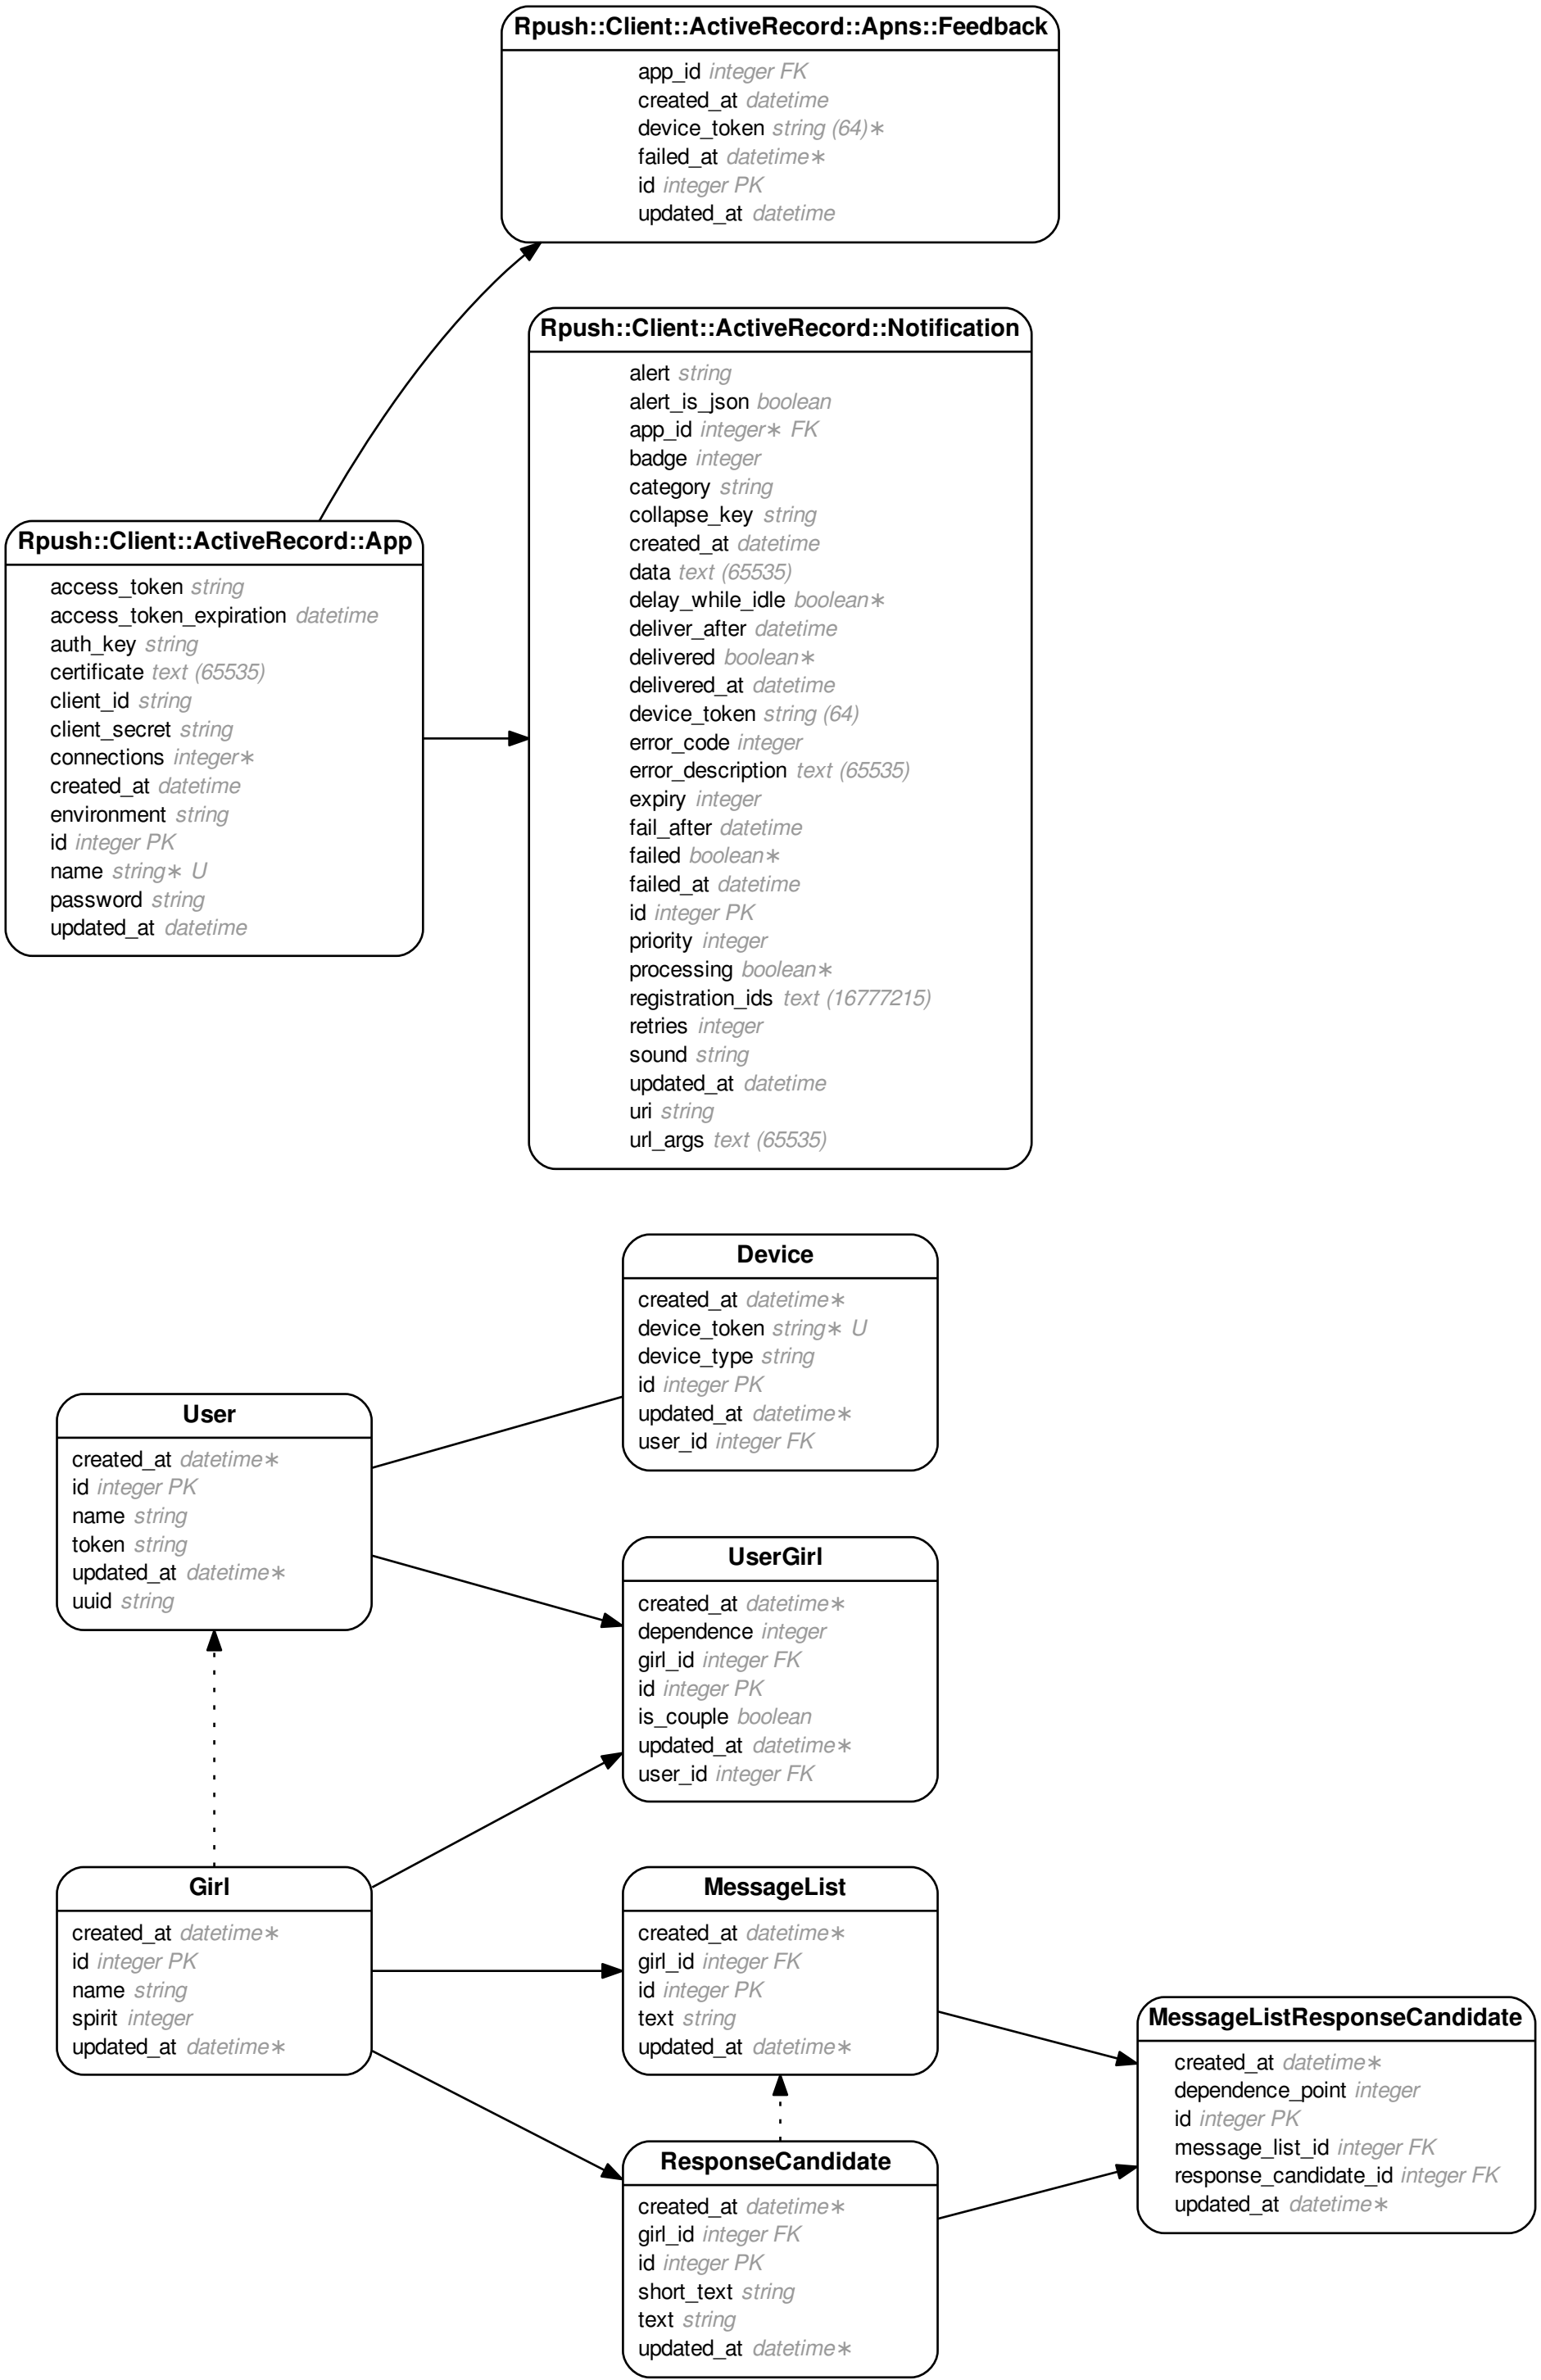 Rpush::Client::ActiveRecord::Apns::Feedback
app_id integer FK
created_at datetime
device_token string (64)∗
failed_at datetime∗
id integer PK
updated_at datetime
Rpush::Client::ActiveRecord::Notification
alert string
alert_is_json boolean
app_id integer∗ FK
badge integer
category string
collapse_key string
created_at datetime
data text (65535)
delay_while_idle boolean∗
deliver_after datetime
delivered boolean∗
delivered_at datetime
device_token string (64)
error_code integer
error_description text (65535)
expiry integer
fail_after datetime
failed boolean∗
failed_at datetime
id integer PK
priority integer
processing boolean∗
registration_ids text (16777215)
retries integer
sound string
updated_at datetime
uri string
url_args text (65535)
Rpush::Client::ActiveRecord::App
access_token string
access_token_expiration datetime
auth_key string
certificate text (65535)
client_id string
client_secret string
connections integer∗
created_at datetime
environment string
id integer PK
name string∗ U
password string
updated_at datetime
Device
created_at datetime∗
device_token string∗ U
device_type string
id integer PK
updated_at datetime∗
user_id integer FK
User
created_at datetime∗
id integer PK
name string
token string
updated_at datetime∗
uuid string
UserGirl
created_at datetime∗
dependence integer
girl_id integer FK
id integer PK
is_couple boolean
updated_at datetime∗
user_id integer FK
Girl
created_at datetime∗
id integer PK
name string
spirit integer
updated_at datetime∗
MessageList
created_at datetime∗
girl_id integer FK
id integer PK
text string
updated_at datetime∗
MessageListResponseCandidate
created_at datetime∗
dependence_point integer
id integer PK
message_list_id integer FK
response_candidate_id integer FK
updated_at datetime∗
ResponseCandidate
created_at datetime∗
girl_id integer FK
id integer PK
short_text string
text string
updated_at datetime∗